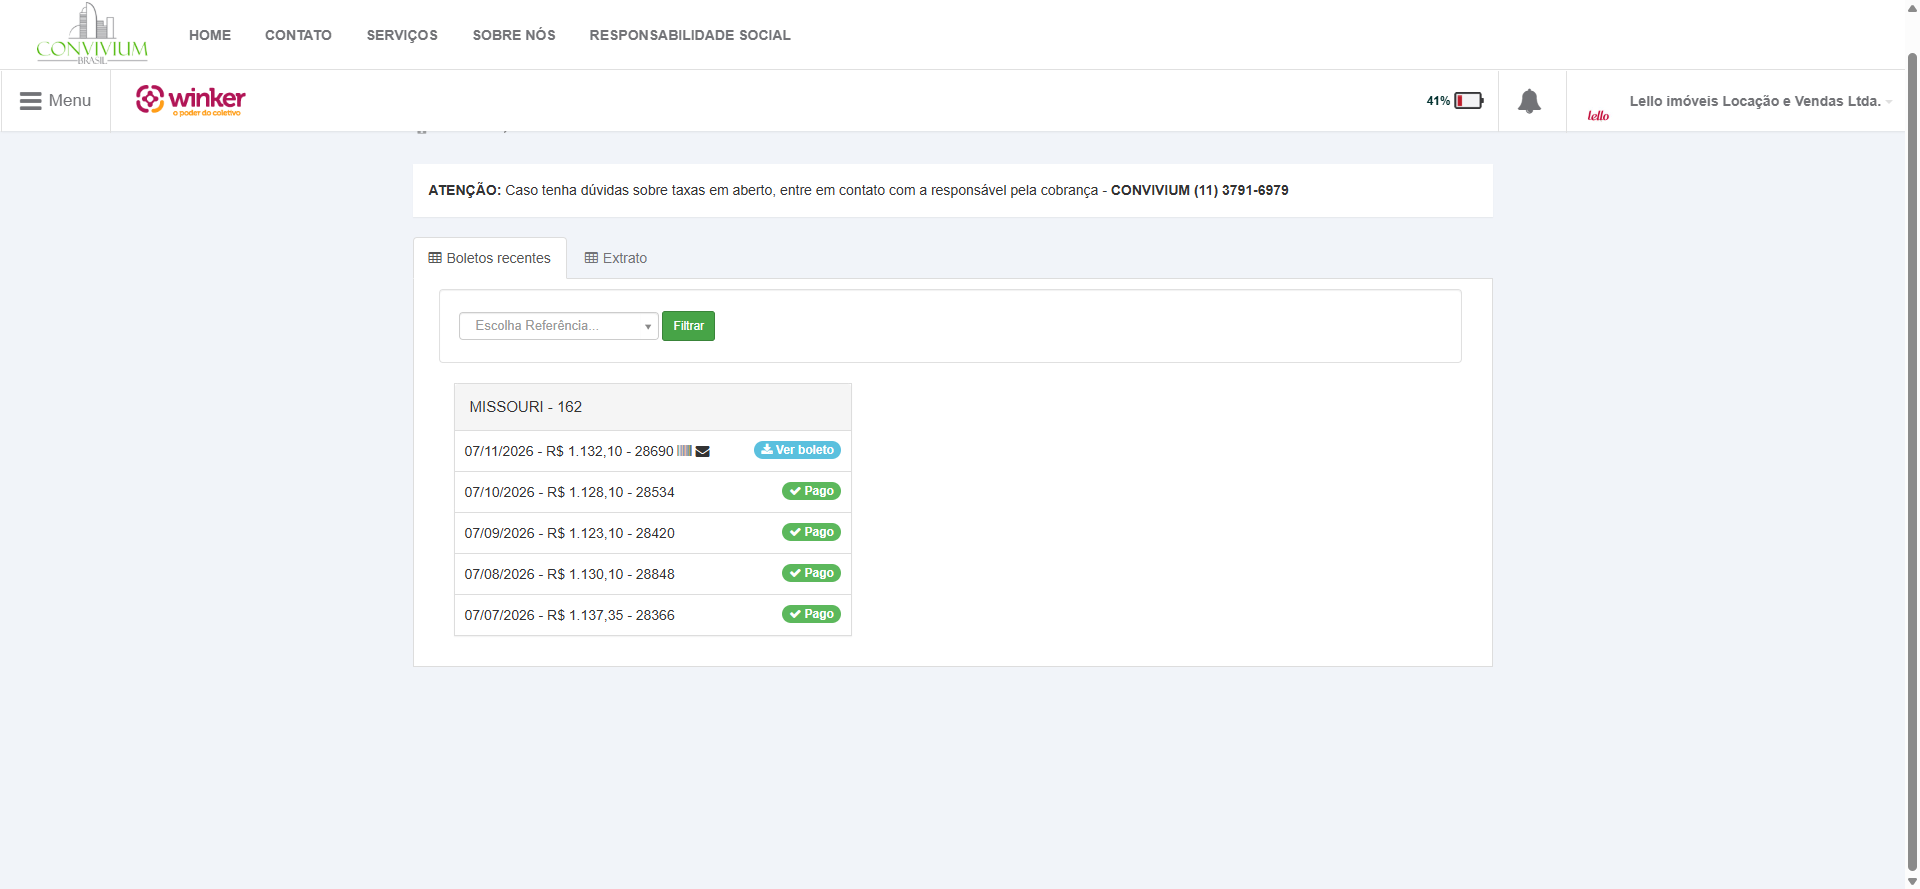 CONVIVIUM
BRASIL
HOME
CONTATO
SERVIÇOS
SOBRE NÓS
RESPONSABILIDADE SOCIAL
Menu
winker
o poder do coletivo
41%
lello
Lello imóveis Locação e Vendas Ltda.
ATENÇÃO: Caso tenha dúvidas sobre taxas em aberto, entre em contato com a responsável pela cobrança - CONVIVIUM (11) 3791-6979
Boletos recentes
Extrato
Escolha Referência...
Filtrar
MISSOURI - 162
07/11/2026 - R$ 1.132,10 - 28690
Ver boleto
07/10/2026 - R$ 1.128,10 - 28534
Pago
07/09/2026 - R$ 1.123,10 - 28420
Pago
07/08/2026 - R$ 1.130,10 - 28848
Pago
07/07/2026 - R$ 1.137,35 - 28366
Pago